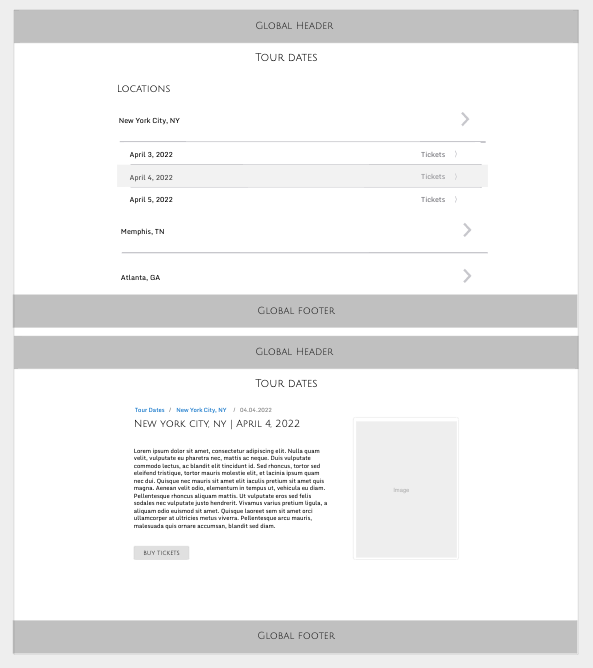 Global Header
Tour dates
Locations
New York City, NY
April 3, 2022 Tickets
April 4, 2022 Tickets
April 5, 2022 Tickets
Memphis, TN
Atlanta, GA
Global Footer
Global Header
Tour dates
Tour Dates / New York City, NY / 04.04.2022
New York City, NY | April 4, 2022
Lorem ipsum dolor sit amet, consectetur adipiscing elit. Nulla quam
velit, vulputate eu pharetra nec, mattis ac neque. Duis vulputate
commodo lectus, ac blandit elit tincidunt id. Sed rhoncus, tortor sed
eleifend tristique, tortor mauris molestie elit, et lacinia ipsum quam
nec dui. Quisque nec mauris sit amet elit iaculis pretium sit amet quis
magna. Aenean velit odio, elementum in tempus ut, vehicula eu diam.
Pellentesque rhoncus aliquam mattis. Ut vulputate eros sed felis
sodales nec vulputate justo hendrerit. Vivamus varius pretium ligula, a
aliquam odio euismod sit amet. Quisque laoreet sem sit amet orci
ullamcorper at ultricies metus viverra. Pellentesque arcu mauris,
malesuada quis ornare accumsan, blandit sed diam.
Image
BUY TICKETS
Global Footer